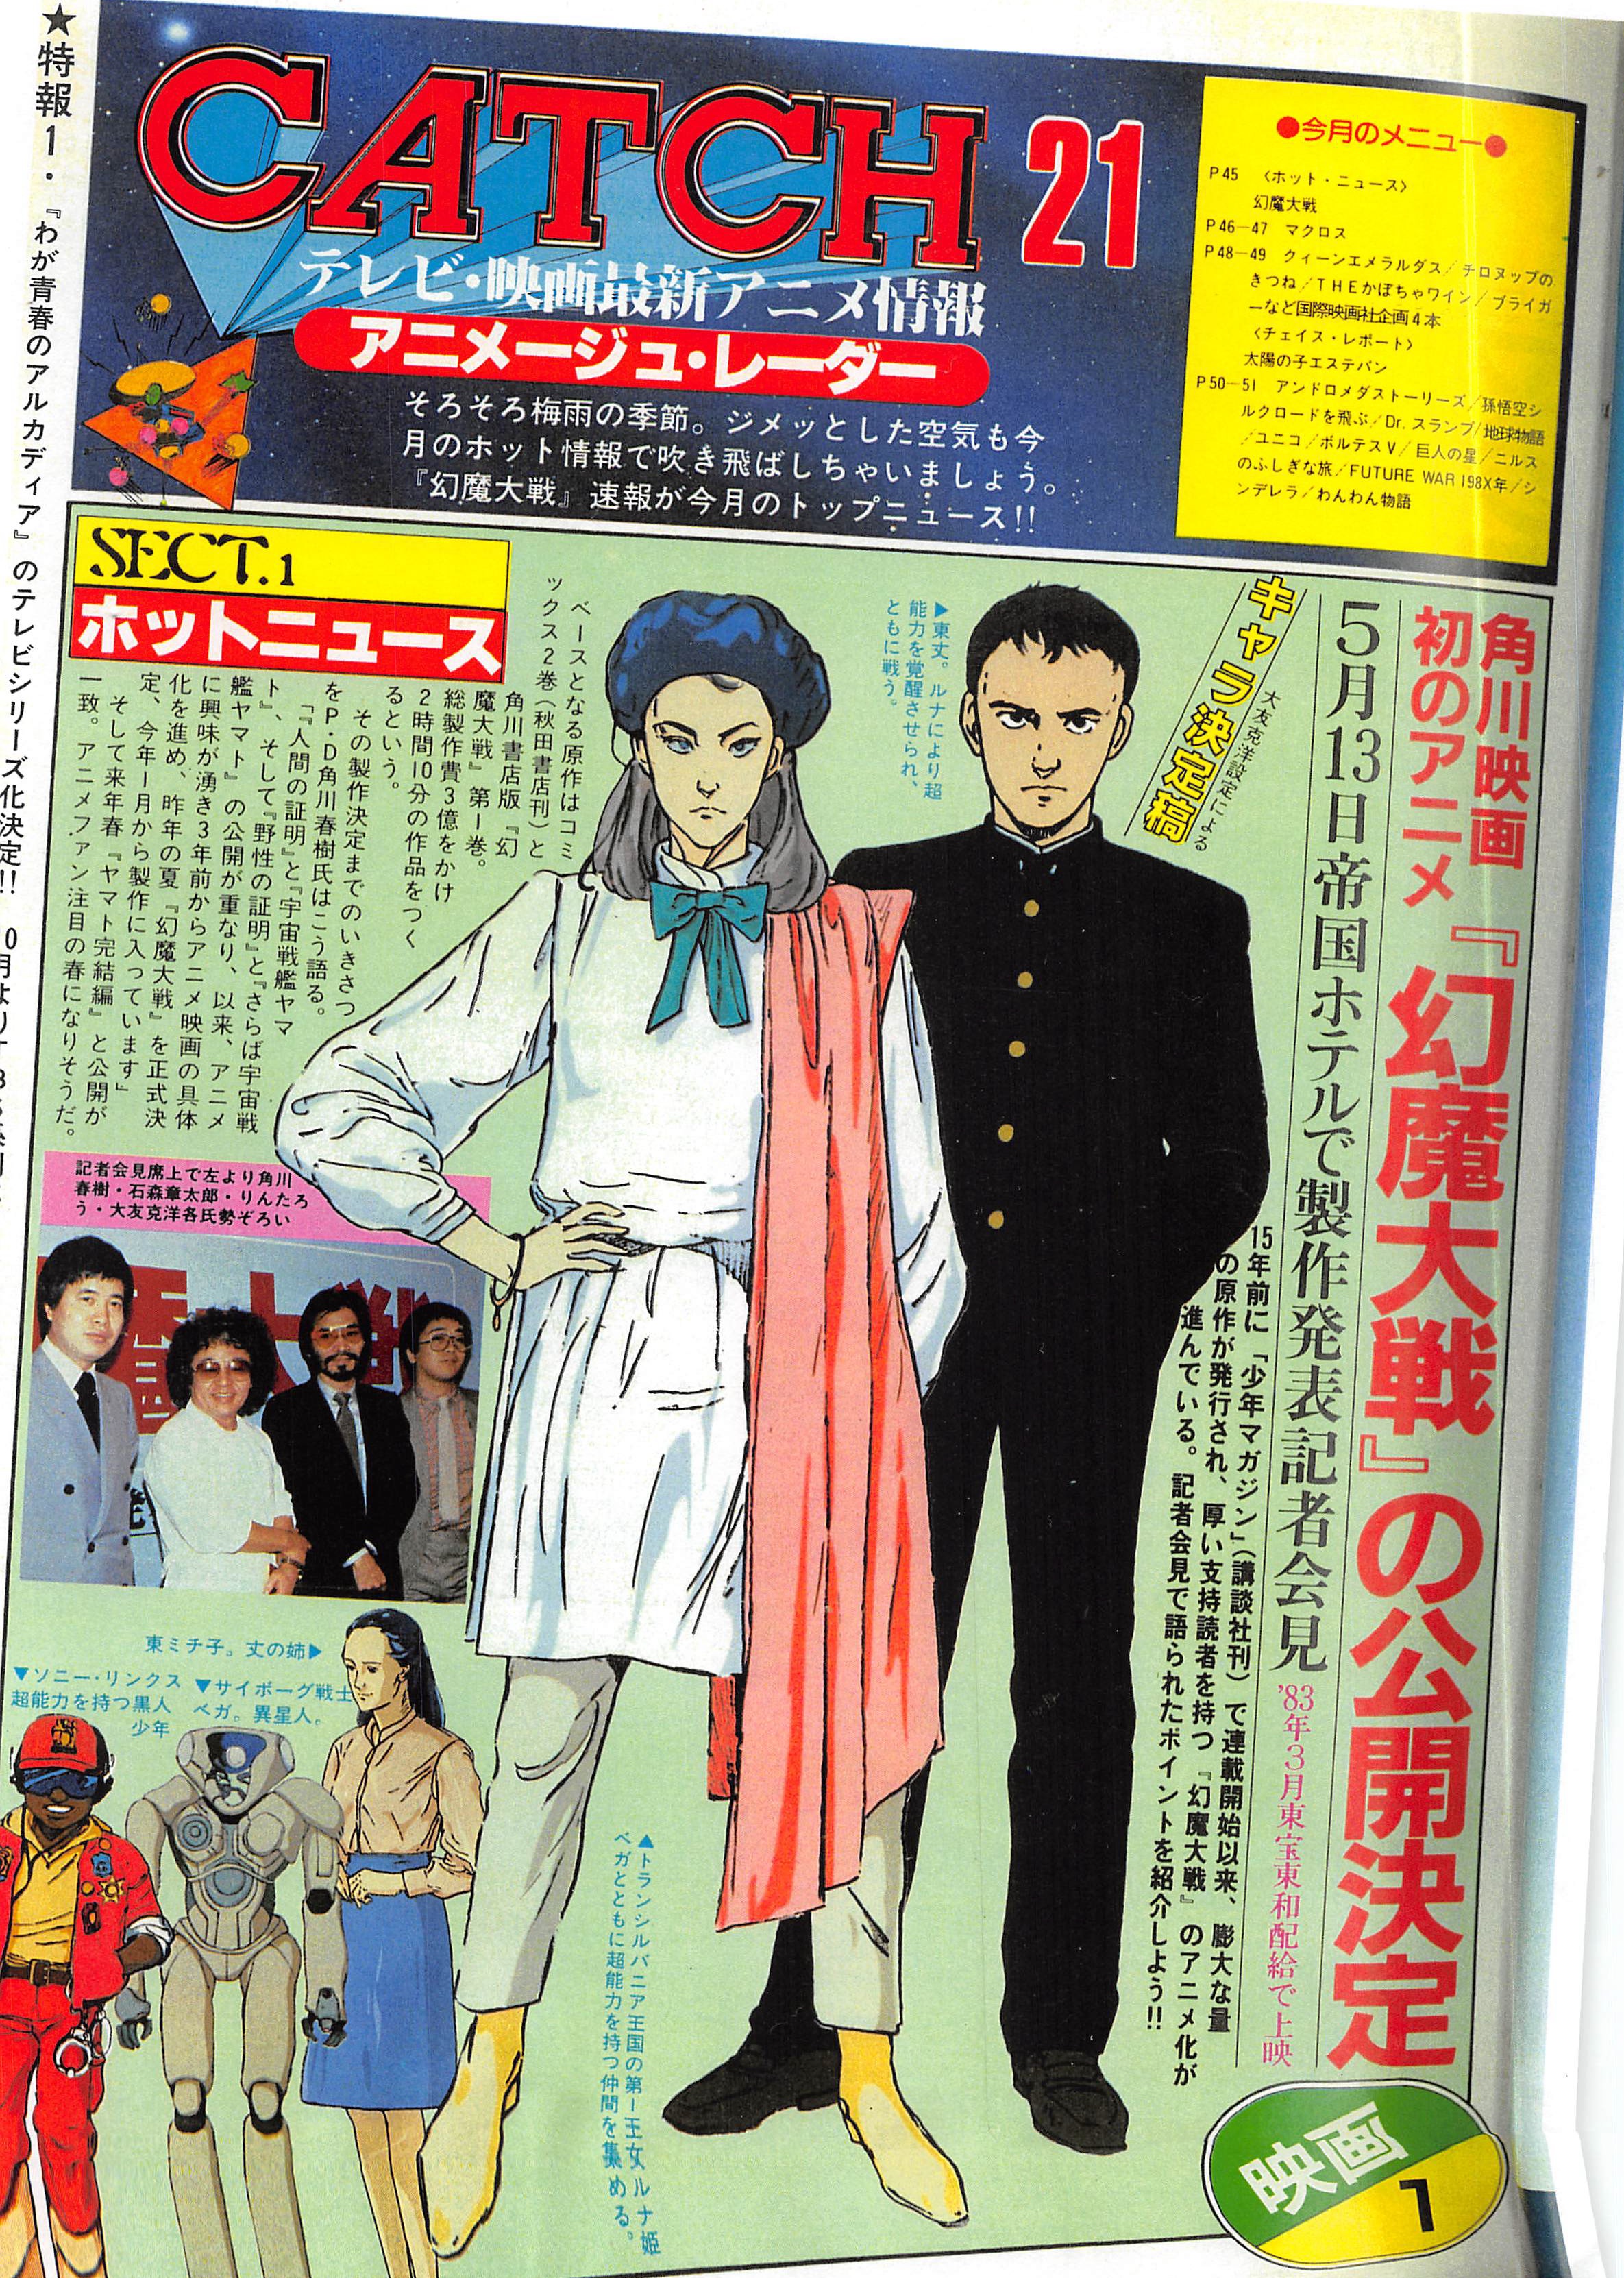 ★特報1・『わが青春のアルカディア』のテレビシリーズ化決定!!
CATCH 21
テレビ・映画最新アニメ情報
アニメージュ・レーダー
そろそろ梅雨の季節。ジメッとした空気も今
月のホット情報で吹き飛ばしちゃいましょう。
『幻魔大戦』速報が今月のトップニュース!!
●今月のメニュー●
P45 〈ホット・ニュース〉
幻魔大戦
P46—47 マクロス
P48—49 クィーンエメラルダス/チロヌップの
きつね/THEかぼちゃワイン/ブライガ
ーなど国際映画社企画4本
〈チェイス・レポート〉
太陽の子エステバン
P50—51 アンドロメダストーリーズ/孫悟空シ
ルクロードを飛ぶ/Dr.スランプ/地球物語
/ユニコ/ボルテスV/巨人の星/ニルス
のふしぎな旅/FUTURE WAR 198X年/シ
ンデレラ/わんわん物語
SECT.1
ホットニュース
角川映画
初のアニメ
『幻魔大戦』の公開決定
5月13日帝国ホテルで製作発表記者会見
'83年3月東宝東和配給で上映
15年前に「少年マガジン」(講談社刊)で連載開始以来、膨大な量
の原作が発行され、厚い支持読者を持つ『幻魔大戦』のアニメ化が
進んでいる。記者会見で語られたポイントを紹介しよう!!
大友克洋設定による
キャラ決定稿
▶東丈。ルナにより超
能力を覚醒させられ、
ともに戦う。
ベースとなる原作はコミ
ックス2巻(秋田書店刊)と
角川書店版『幻
魔大戦』第1巻。
総製作費3億をかけ
2時間10分の作品をつく
るという。
その製作決定までのいきさつ
をP・D角川春樹氏はこう語る。
「『人間の証明』と『宇宙戦艦ヤマ
ト』、そして『野性の証明』と『さらば宇宙戦
艦ヤマト』の公開が重なり、以来、アニメ
に興味が湧き3年前からアニメ映画の具体
化を進め、昨年の夏『幻魔大戦』を正式決
定、今年1月から製作に入っています」
そして来年春『ヤマト完結編』と公開が
一致。アニメファン注目の春になりそうだ。
記者会見席上で左より角川
春樹・石森章太郎・りんたろ
う・大友克洋各氏勢ぞろい
東ミチ子。丈の姉▶
▼ソニー・リンクス
超能力を持つ黒人
少年
▼サイボーグ戦士
ベガ。異星人。
▲トランシルバニア王国の第一王女ルナ姫
ベガとともに超能力を持つ仲間を集める。
映画
1